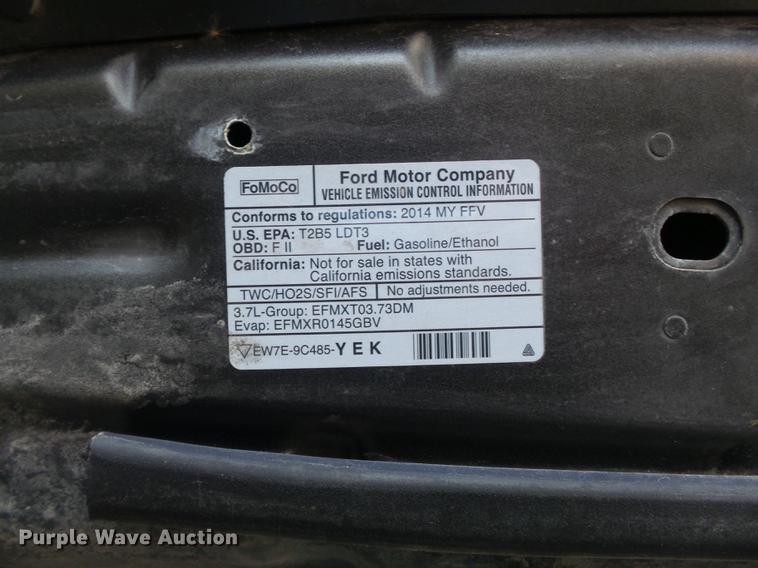 FoMoCo
Ford Motor Company
VEHICLE EMISSION CONTROL INFORMATION
Conforms to regulations: 2014 MY FFV
U.S. EPA: T2B5 LDT3
OBD: F II Fuel: Gasoline/Ethanol
California: Not for sale in states with
California emissions standards.
TWC/HO2S/SFI/AFS No adjustments needed.
3.7L-Group: EFMXT03.73DM
Evap: EFMXR0145GBV
EW7E-9C485-YEK
Purple Wave Auction®